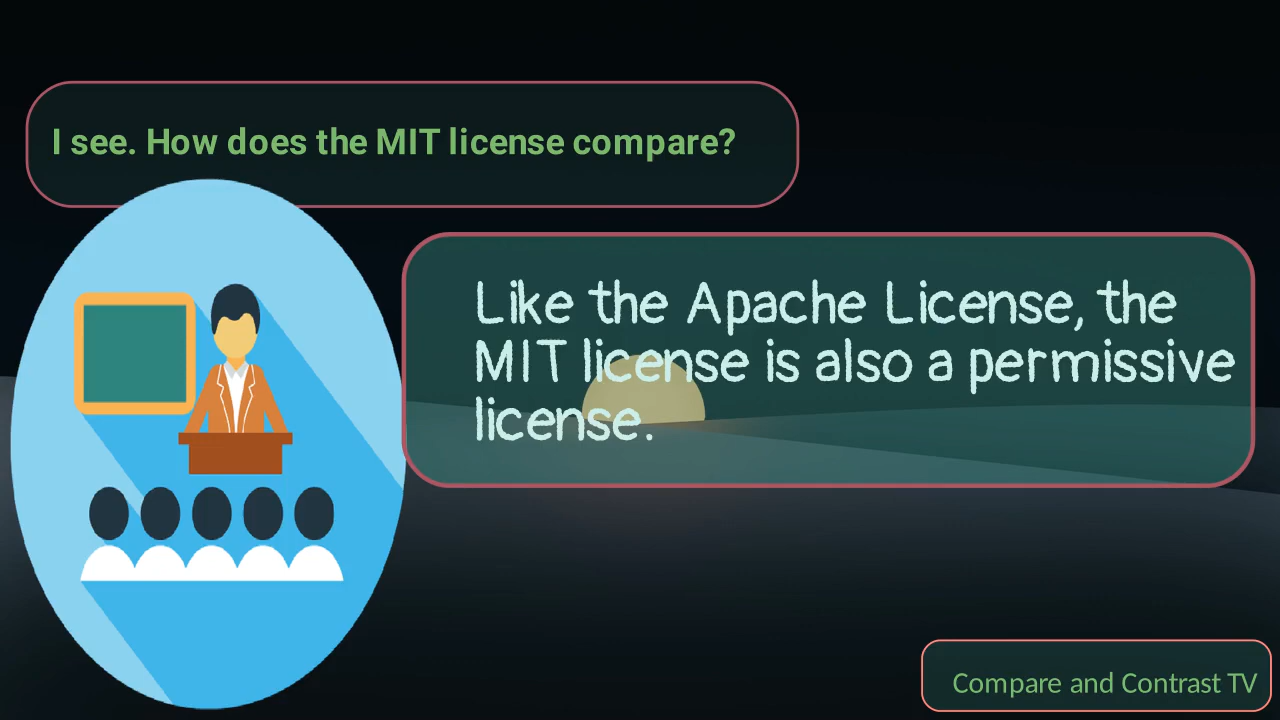 I see. How does the MIT license compare?
Like the Apache License, the
MIT license is also a permissive
license.
Compare and Contrast TV